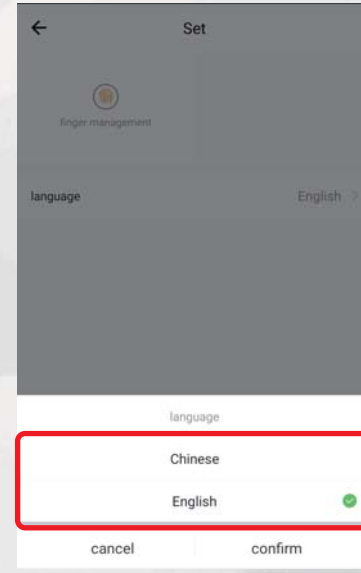 Set
finger management
language English
language
Chinese
English
cancel confirm